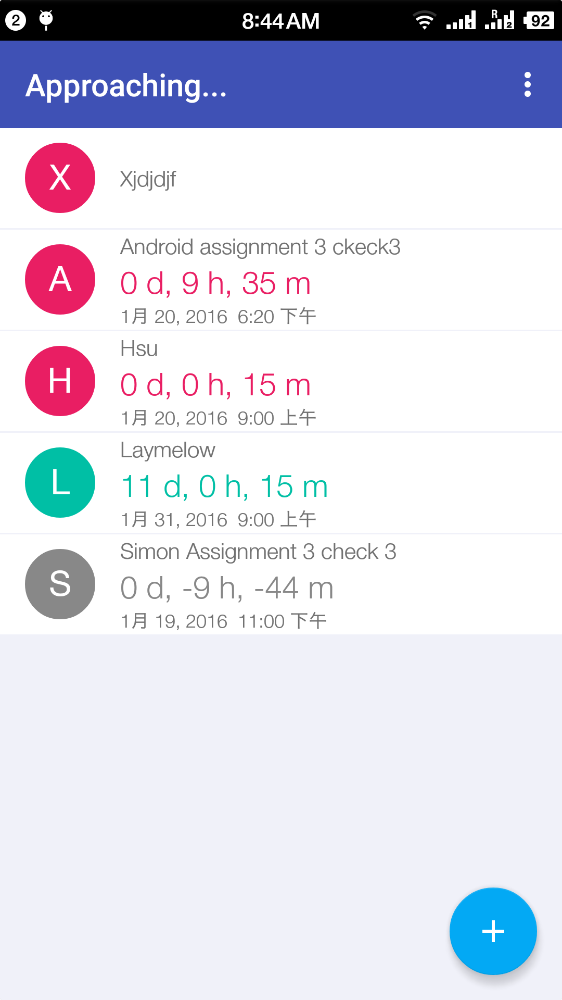 2 8:44 AM 1 R 2 92
Approaching...
X
Xjdjdjf
A
Android assignment 3 ckeck3
0 d, 9 h, 35 m
1月 20, 2016 6:20 下午
H
Hsu
0 d, 0 h, 15 m
1月 20, 2016 9:00 上午
L
Laymelow
11 d, 0 h, 15 m
1月 31, 2016 9:00 上午
S
Simon Assignment 3 check 3
0 d, -9 h, -44 m
1月 19, 2016 11:00 下午
+